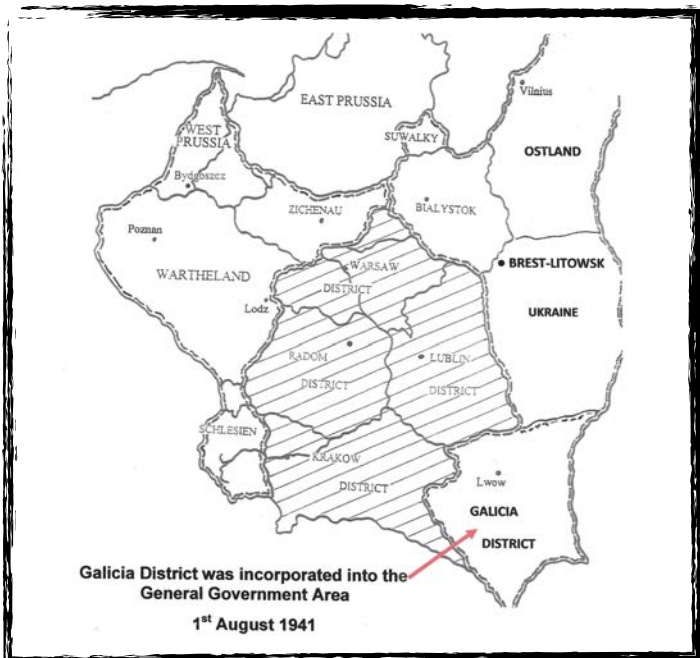 Vilnius
EAST PRUSSIA
WEST
PRUSSIA
SUWALKY
OSTLAND
Bydgoszcz
ZICHENAU
BIALYSTOK
Poznan
WARTHELAND
WARSAW
DISTRICT
BREST-LITOWSK
Lodz
UKRAINE
RADOM
DISTRICT
LUBLIN
DISTRICT
SCHLESIEN
KRAKOW
DISTRICT
Lwow
GALICIA
DISTRICT
Galicia District was incorporated into the
General Government Area
1st August 1941